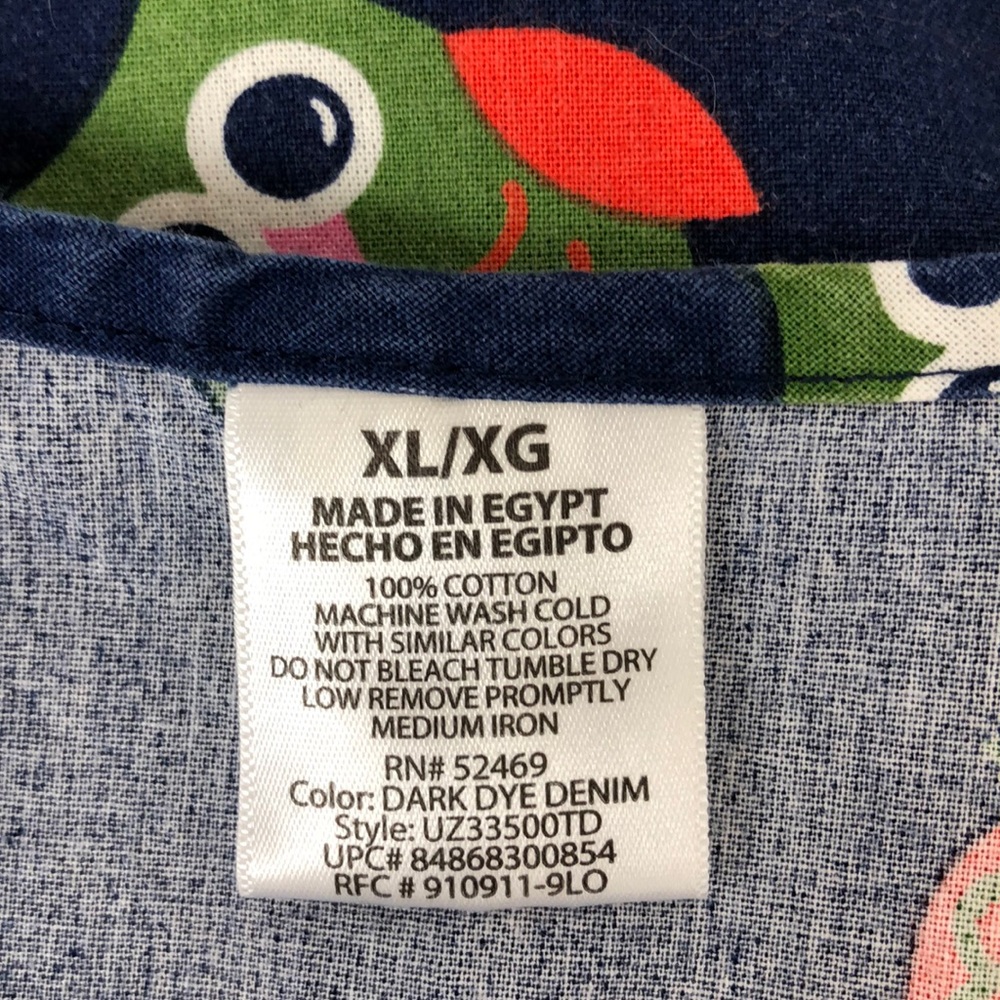 XL/XG
MADE IN EGYPT
HECHO EN EGIPTO
100% COTTON
MACHINE WASH COLD
WITH SIMILAR COLORS
DO NOT BLEACH TUMBLE DRY
LOW REMOVE PROMPTLY
MEDIUM IRON
RN# 52469
Color: DARK DYE DENIM
Style: UZ33500TD
UPC# 84868300854
RFC # 910911-9LO